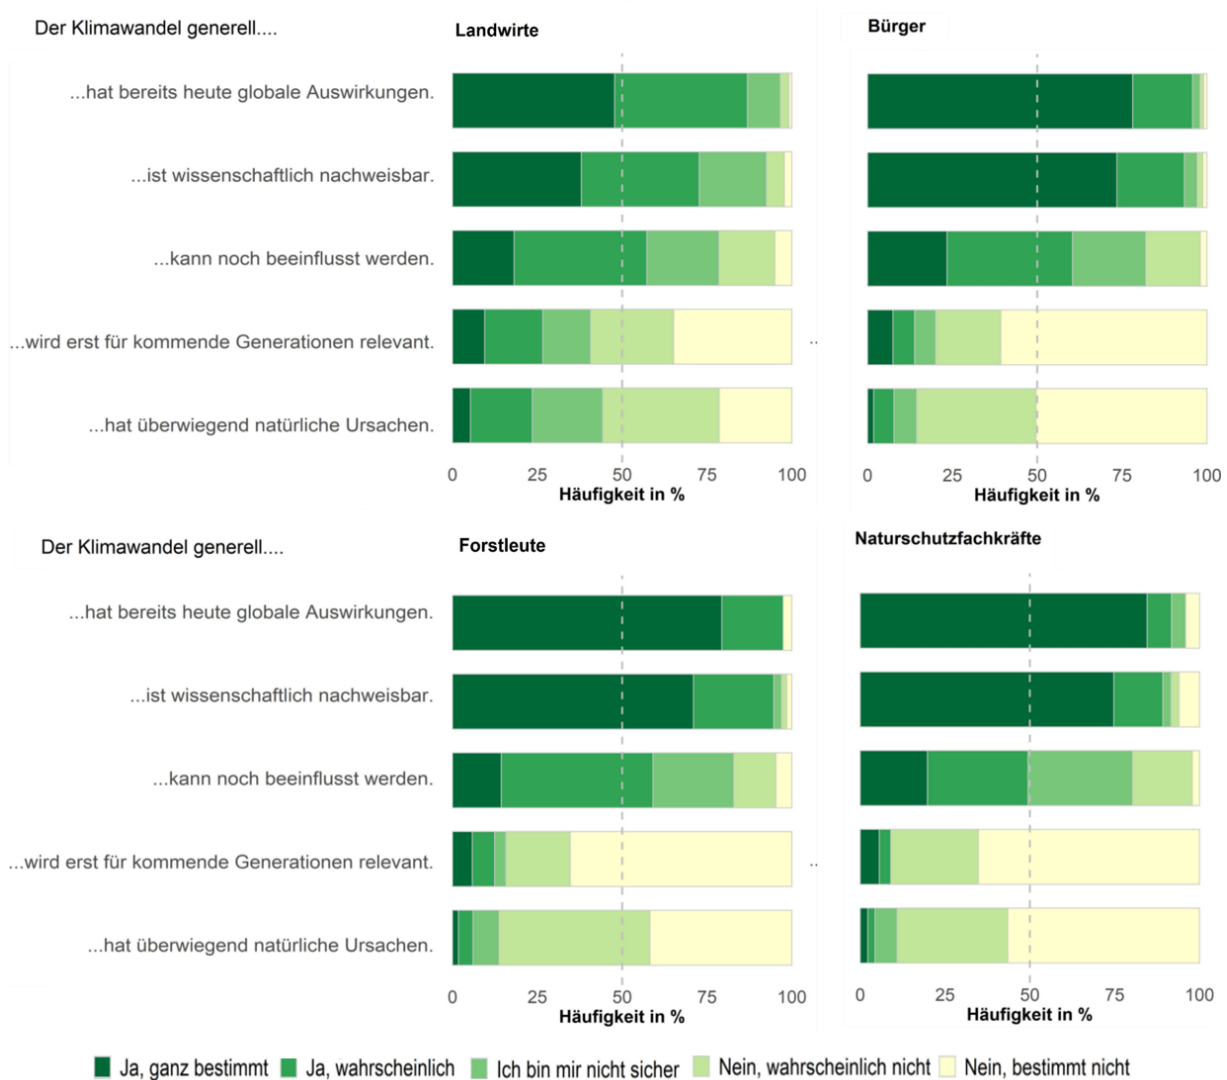 Der Klimawandel generell....
Landwirte
Bürger
...hat bereits heute globale Auswirkungen.
...ist wissenschaftlich nachweisbar.
...kann noch beeinflusst werden.
...wird erst für kommende Generationen relevant.
..
...hat überwiegend natürliche Ursachen.
0 25 50 75 100
0 25 50 75 100
Häufigkeit in %
Häufigkeit in %
Der Klimawandel generell....
Forstleute
Naturschutzfachkräfte
...hat bereits heute globale Auswirkungen.
...ist wissenschaftlich nachweisbar.
...kann noch beeinflusst werden.
...wird erst für kommende Generationen relevant.
..
...hat überwiegend natürliche Ursachen.
0 25 50 75 100
0 25 50 75 100
Häufigkeit in %
Häufigkeit in %
Ja, ganz bestimmt Ja, wahrscheinlich Ich bin mir nicht sicher Nein, wahrscheinlich nicht Nein, bestimmt nicht